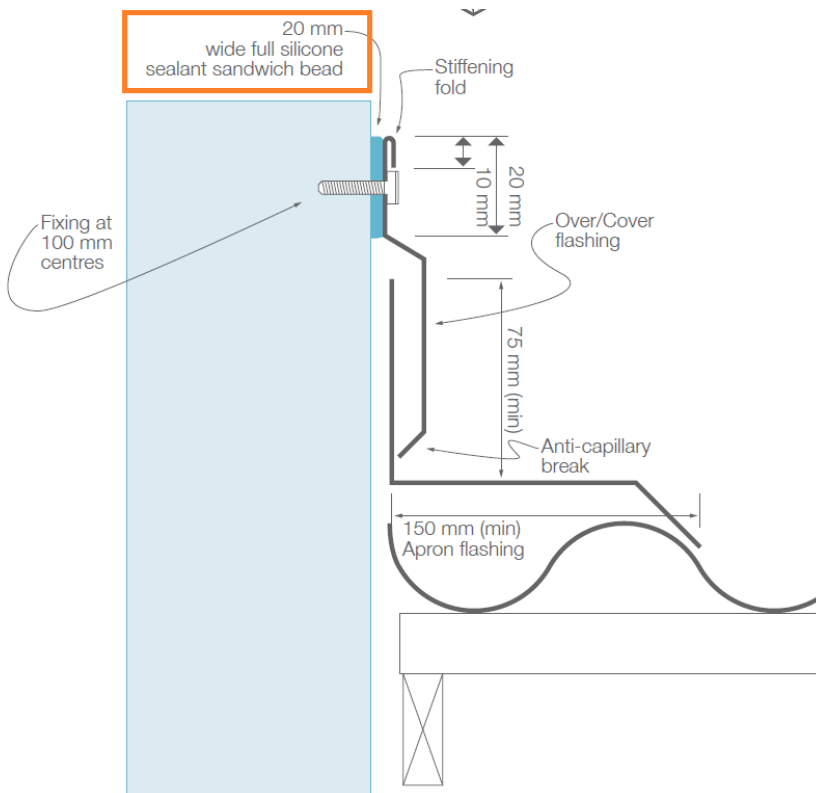 20 mm
wide full silicone
sealant sandwich bead
Stiffening
fold
10 mm
20 mm
Fixing at
100 mm
centres
Over/Cover
flashing
75 mm (min)
Anti-capillary
break
150 mm (min)
Apron flashing